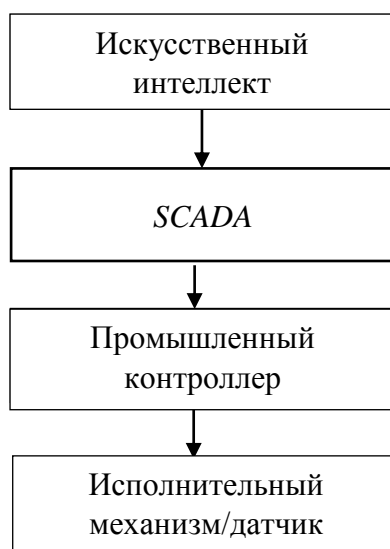 Искусственный
интеллект
SCADA
Промышленный
контроллер
Исполнительный
механизм/датчик